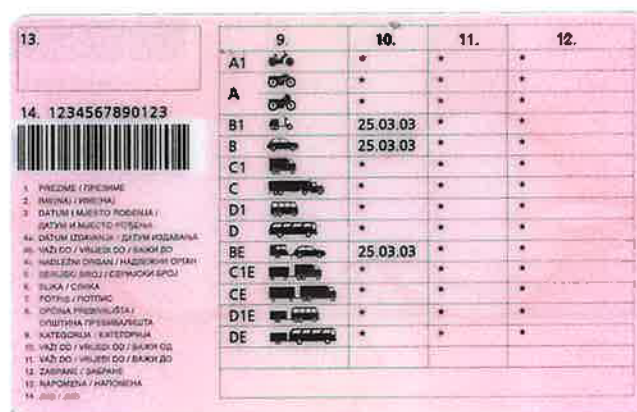 13.
9. 10. 11. 12.
A1 * * *
A * * *
* * *
14. 1234567890123
B1 25.03.03 * *
B 25.03.03 * *
C1 * * *
C * * *
D1 * * *
D * * *
BE 25.03.03 * *
C1E * * *
CE * * *
D1E * * *
DE * * *
1. PREZIME / ПРЕЗИМЕ
2. IME(NA) / ИМЕ(НА)
3. DATUM I MJESTO ROĐENJA /
ДАТУМ И МЈЕСТО РОЂЕЊА
4a. DATUM IZDAVANJA / ДАТУМ ИЗДАВАЊА
VAŽI DO / VRIJEDI DO / ВАЖИ ДО
NADLEŽNI ORGAN / НАДЛЕЖНИ ОРГАН
5. SERIJSKI BROJ / СЕРИЈСКИ БРОЈ
6. SLIKA / СЛИКА
7. POTPIS / ПОТПИС
8. OPĆINA PREBIVALIŠTA /
ОПШТИНА ПРЕБИВАЛИШТА
9. KATEGORIJA / КАТЕГОРИЈА
10. VAŽI OD / VRIJEDI OD / ВАЖИ ОД
11. VAŽI DO / VRIJEDI DO / ВАЖИ ДО
12. ZABRANE / ЗАБРАНЕ
13. NAPOMENA / НАПОМЕНА
14.